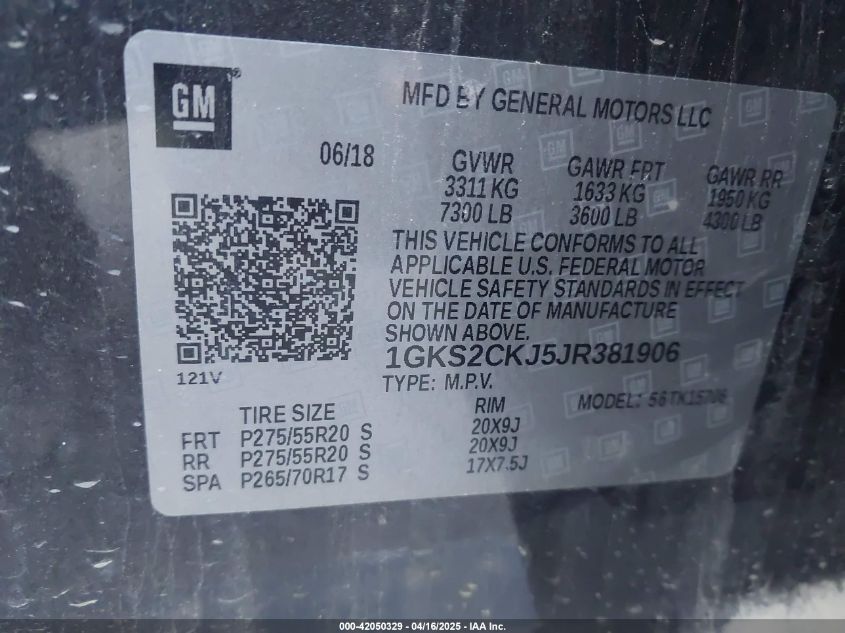 GM®
MFD BY GENERAL MOTORS LLC
06/18
GVWR GAWR FRT GAWR RR
3311 KG 1633 KG 1950 KG
7300 LB 3600 LB 4300 LB
THIS VEHICLE CONFORMS TO ALL
APPLICABLE U.S. FEDERAL MOTOR
VEHICLE SAFETY STANDARDS IN EFFECT
ON THE DATE OF MANUFACTURE
SHOWN ABOVE.
1GKS2CKJ5JR381906
121V
TYPE: M.P.V. MODEL:
TIRE SIZE RIM
FRT P275/55R20 S 20X9J
RR P275/55R20 S 20X9J
SPA P265/70R17 S 17X7.5J
000-42050329 - 04/16/2025 - IAA Inc.